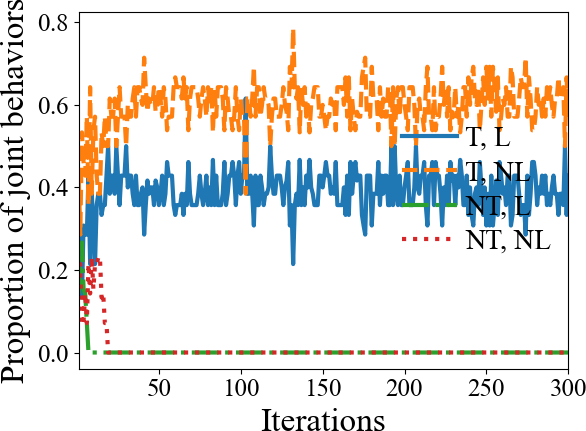 Proportion of joint behaviors
0.8
0.6
0.4
0.2
0.0
T, L
T, NL
NT, L
NT, NL
50
100
150
200
250
300
Iterations